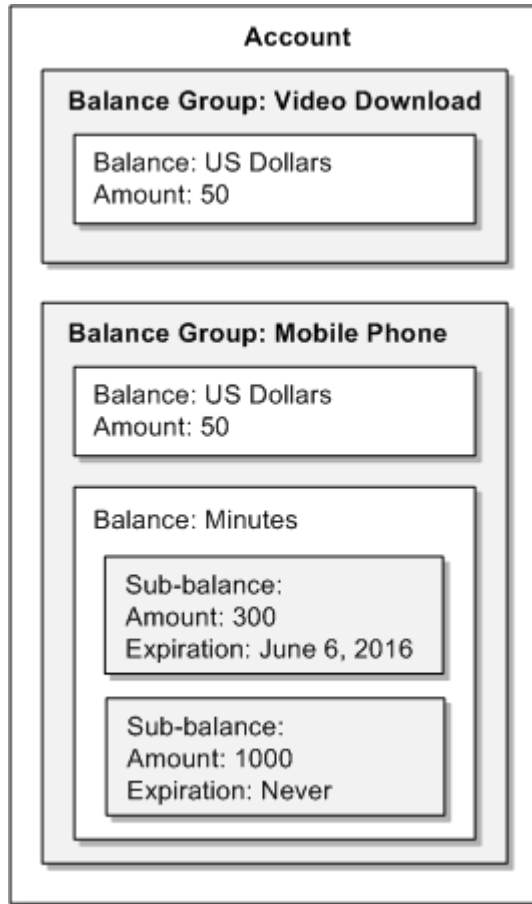 Account
Balance Group: Video Download
Balance: US Dollars
Amount: 50
Balance Group: Mobile Phone
Balance: US Dollars
Amount: 50
Balance: Minutes
Sub-balance:
Amount: 300
Expiration: June 6, 2016
Sub-balance:
Amount: 1000
Expiration: Never